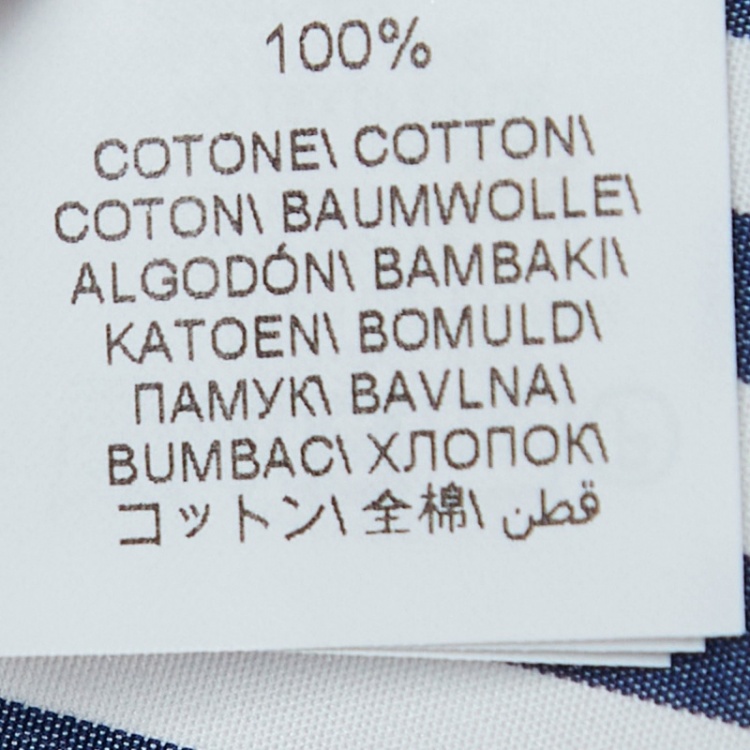 100%
COTONE\ COTTON\
COTON\ BAUMWOLLE\
ALGODÓN\ BAMBAKI\
KATOEN\ BOMULD\
ПАМУК\ BAVLNA\
BUMBAC\ ХЛОПОК\
コットン\ 全棉\ قطن